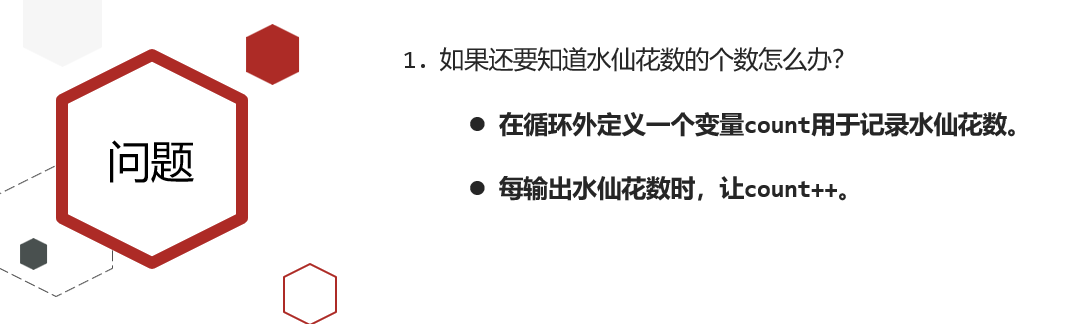 问题
1. 如果还要知道水仙花数的个数怎么办？
● 在循环外定义一个变量count用于记录水仙花数。
● 每输出水仙花数时，让count++。